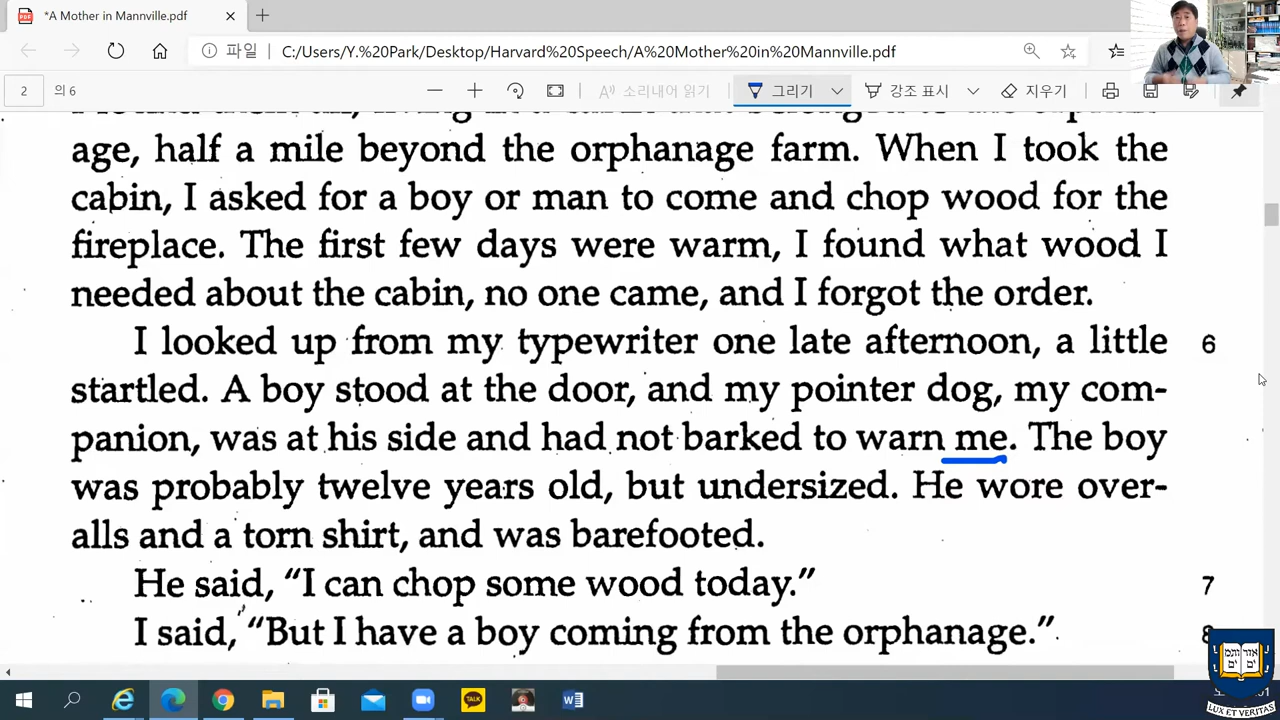 *A Mother in Mannville.pdf
파일 C:/Users/Y.%20Park/Desktop/Harvard%20Speech/A%20Mother%20in%20Mannville.pdf
2 의 6 소리내어 읽기 그리기 강조 표시 지우기
age, half a mile beyond the orphanage farm. When I took the
cabin, I asked for a boy or man to come and chop wood for the
fireplace. The first few days were warm, I found what wood I
needed about the cabin, no one came, and I forgot the order.
I looked up from my typewriter one late afternoon, a little 6
startled. A boy stood at the door, and my pointer dog, my com-
panion, was at his side and had not barked to warn me. The boy
was probably twelve years old, but undersized. He wore over-
alls and a torn shirt, and was barefooted.
He said, "I can chop some wood today." 7
I said, "But I have a boy coming from the orphanage." 8
TALK
LUX ET VERITAS